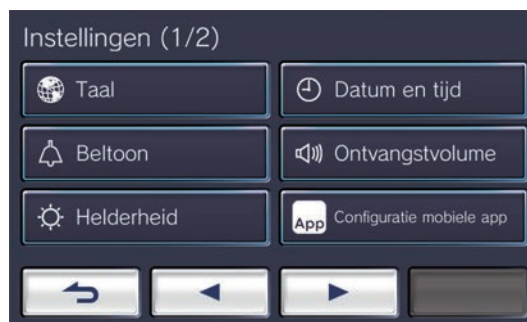 Instellingen (1/2)
Taal
Datum en tijd
Beltoon
Ontvangstvolume
Helderheid
App Configuratie mobiele app